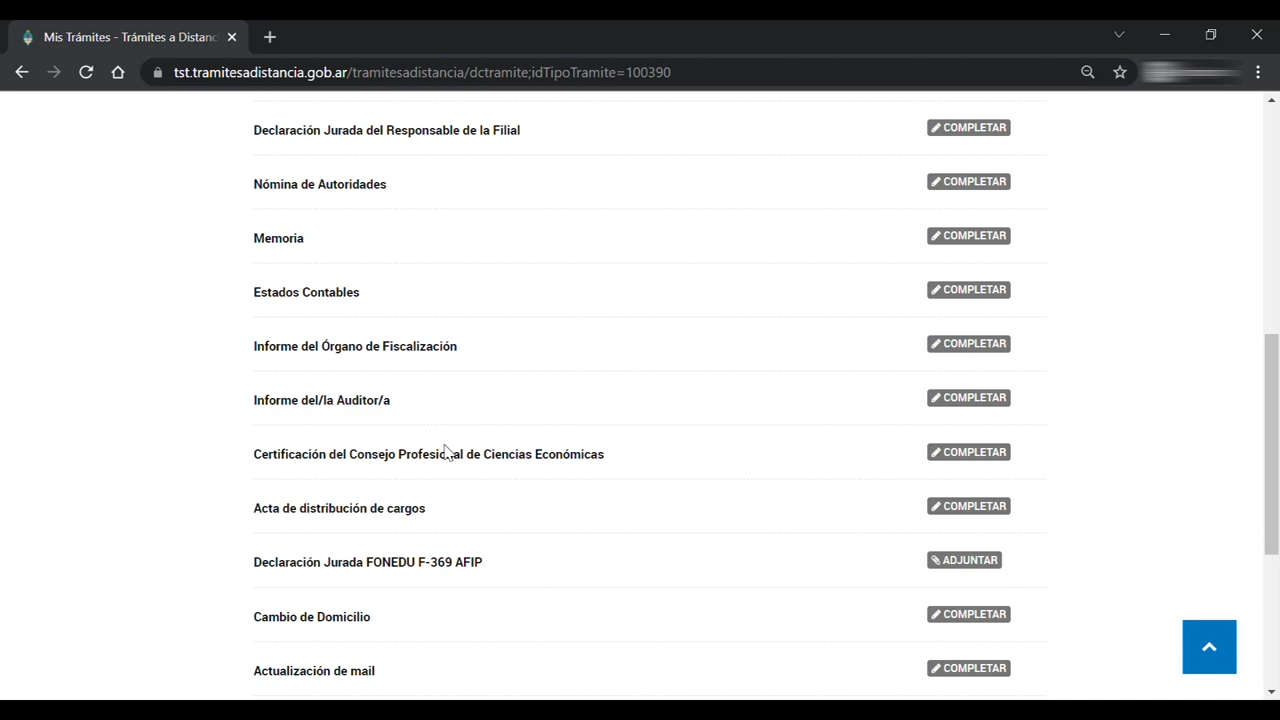 Mis Trámites - Trámites a Distanc
tst.tramitesadistancia.gob.ar/tramitesadistancia/dctramite;idTipoTramite=100390
Declaración Jurada del Responsable de la Filial COMPLETAR
Nómina de Autoridades COMPLETAR
Memoria COMPLETAR
Estados Contables COMPLETAR
Informe del Órgano de Fiscalización COMPLETAR
Informe del/la Auditor/a COMPLETAR
Certificación del Consejo Profesional de Ciencias Económicas COMPLETAR
Acta de distribución de cargos COMPLETAR
Declaración Jurada FONEDU F-369 AFIP ADJUNTAR
Cambio de Domicilio COMPLETAR
Actualización de mail COMPLETAR